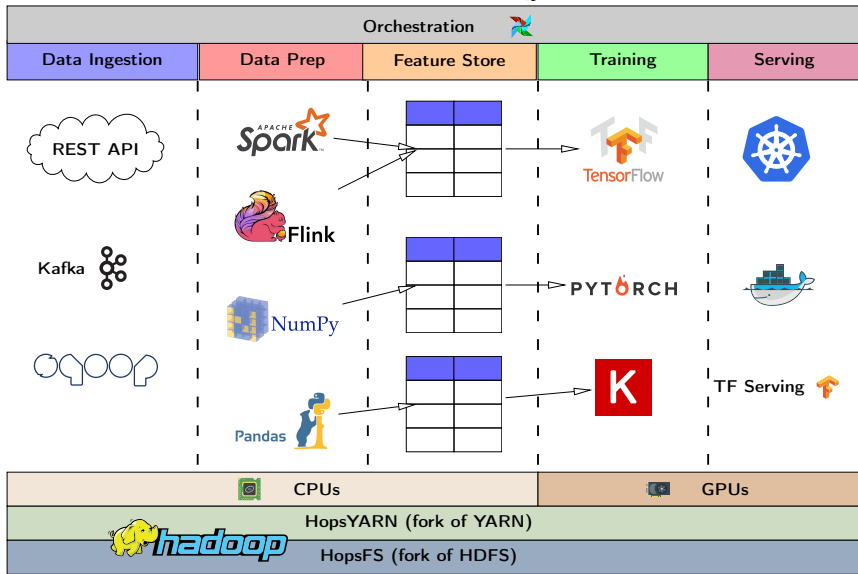 Orchestration
Data Ingestion
Data Prep
Feature Store
Training
Serving
REST API
APACHE
Spark
TensorFlow
Flink
Kafka
NumPy
PYTORCH
sqoop
Pandas
K
TF Serving
CPUs
GPUs
HopsYARN (fork of YARN)
hadoop
HopsFS (fork of HDFS)